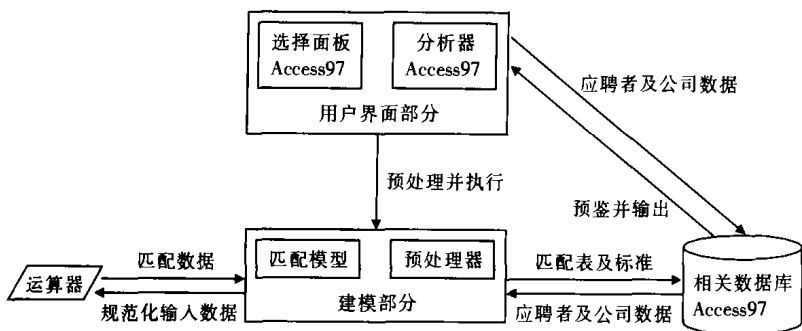 选择面板
Access97
分析器
Access97
用户界面部分
应聘者及公司数据
预处理并执行
预鉴并输出
匹配模型
预处理器
建模部分
运算器
匹配数据
规范化输入数据
匹配表及标准
应聘者及公司数据
相关数据库
Access97